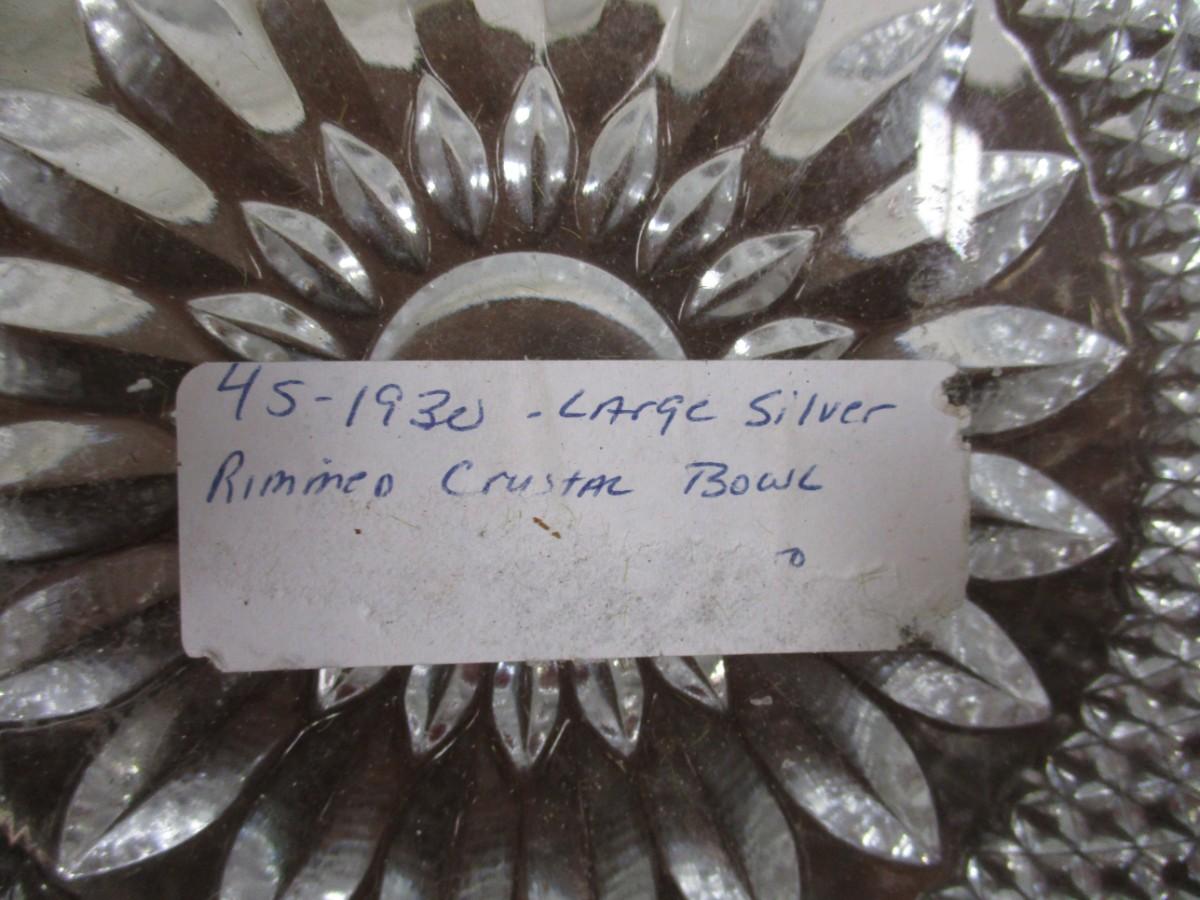 45-1930 - LArge Silver
Rimmed Crystal Bowl